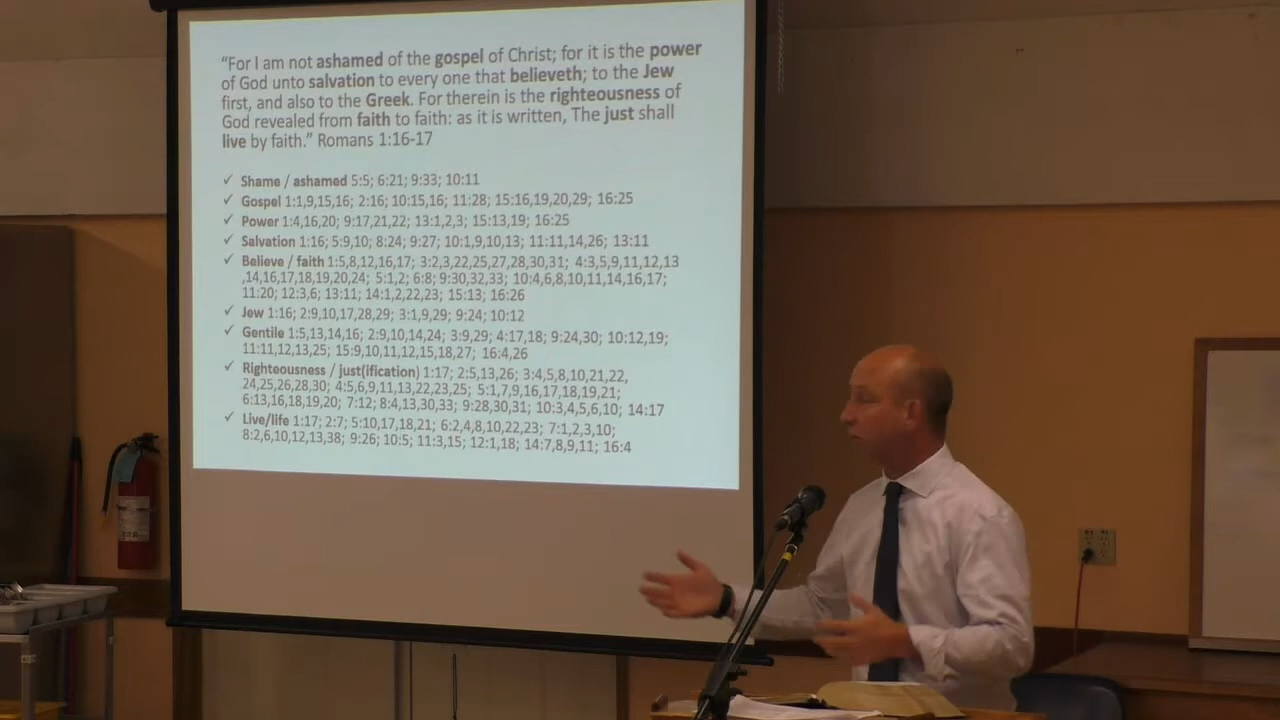 “For I am not ashamed of the gospel of Christ; for it is the power
of God unto salvation to every one that believeth; to the Jew
first, and also to the Greek. For therein is the righteousness of
God revealed from faith to faith: as it is written, The just shall
live by faith.” Romans 1:16-17
✓ Shame / ashamed 5:5; 6:21; 9:33; 10:11
✓ Gospel 1:1,9,15,16; 2:16; 10:15,16; 11:28; 15:16,19,20,29; 16:25
✓ Power 1:4,16,20; 9:17,21,22; 13:1,2,3; 15:13,19; 16:25
✓ Salvation 1:16; 5:9,10; 8:24; 9:27; 10:1,9,10,13; 11:11,14,26; 13:11
✓ Believe / faith 1:5,8,12,16,17; 3:2,3,22,25,27,28,30,31; 4:3,5,9,11,12,13
,14,16,17,18,19,20,24; 5:1,2; 6:8; 9:30,32,33; 10:4,6,8,10,11,14,16,17;
11:20; 12:3,6; 13:11; 14:1,2,22,23; 15:13; 16:26
✓ Jew 1:16; 2:9,10,17,28,29; 3:1,9,29; 9:24; 10:12
✓ Gentile 1:5,13,14,16; 2:9,10,14,24; 3:9,29; 4:17,18; 9:24,30; 10:12,19;
11:11,12,13,25; 15:9,10,11,12,15,18,27; 16:4,26
✓ Righteousness / just(ification) 1:17; 2:5,13,26; 3:4,5,8,10,21,22,
24,25,26,28,30; 4:5,6,9,11,13,22,23,25; 5:1,7,9,16,17,18,19,21;
6:13,16,18,19,20; 7:12; 8:4,13,30,33; 9:28,30,31; 10:3,4,5,6,10; 14:17
✓ Live/life 1:17; 2:7; 5:10,17,18,21; 6:2,4,8,10,22,23; 7:1,2,3,10;
8:2,6,10,12,13,38; 9:26; 10:5; 11:3,15; 12:1,18; 14:7,8,9,11; 16:4